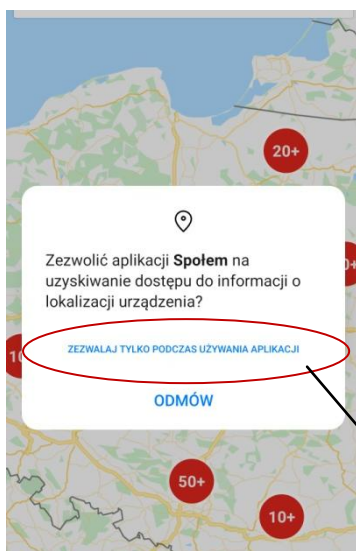 20+
Zezwolić aplikacji Społem na
uzyskiwanie dostępu do informacji o
lokalizacji urządzenia?
ZEZWALAJ TYLKO PODCZAS UŻYWANIA APLIKACJI
ODMÓW
50+
10+